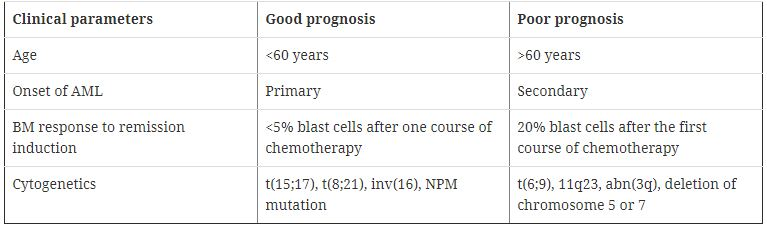 Clinical parameters Good prognosis Poor prognosis
Age <60 years >60 years
Onset of AML Primary Secondary
BM response to remission <5% blast cells after one course of 20% blast cells after the first
induction chemotherapy course of chemotherapy
Cytogenetics t(15;17), t(8;21), inv(16), NPM t(6;9), 11q23, abn(3q), deletion of
mutation chromosome 5 or 7